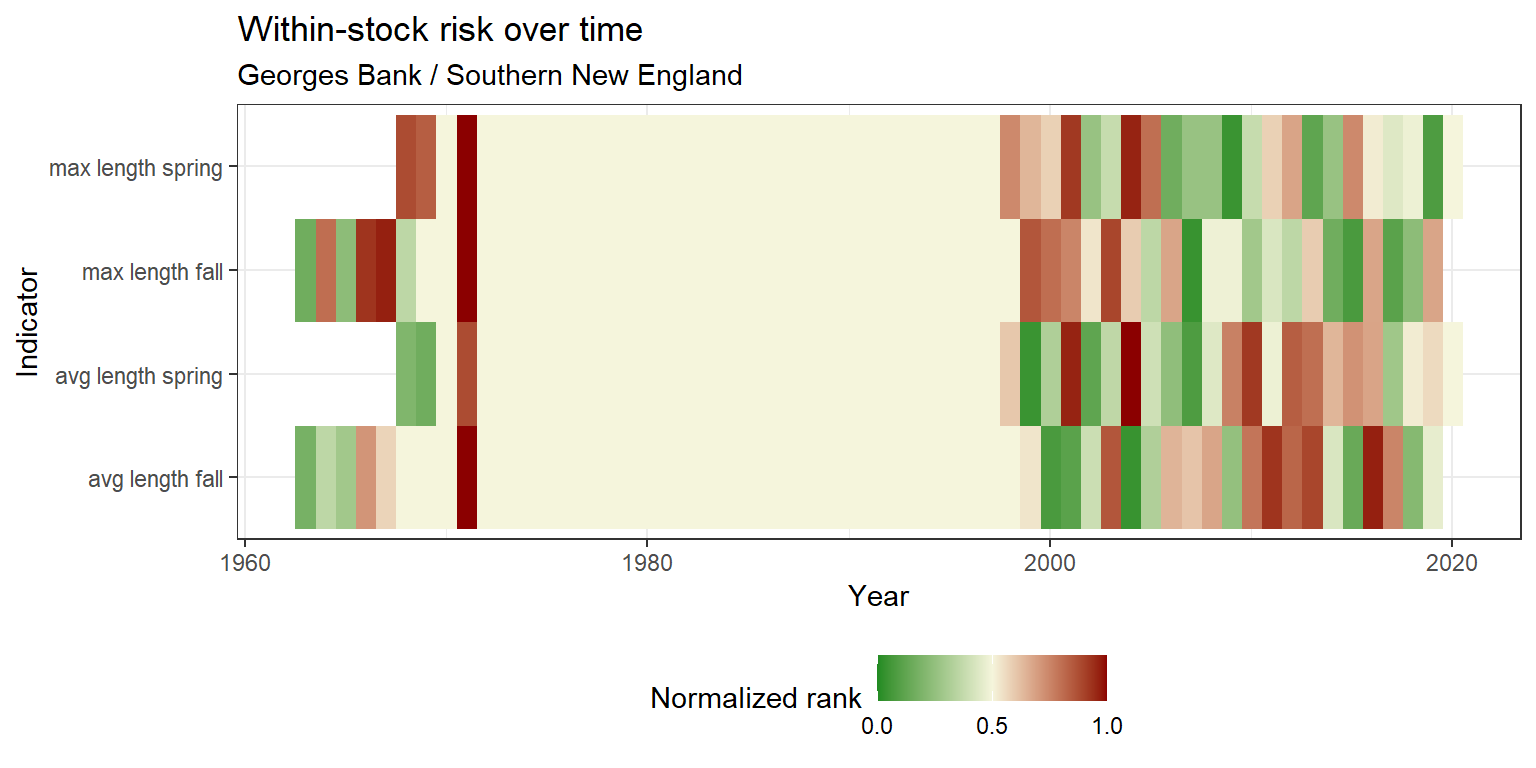 Within-stock risk over time
Georges Bank / Southern New England
Indicator
max length spring
max length fall
avg length spring
avg length fall
1960 1980 2000 2020
Year
Normalized rank
0.0 0.5 1.0